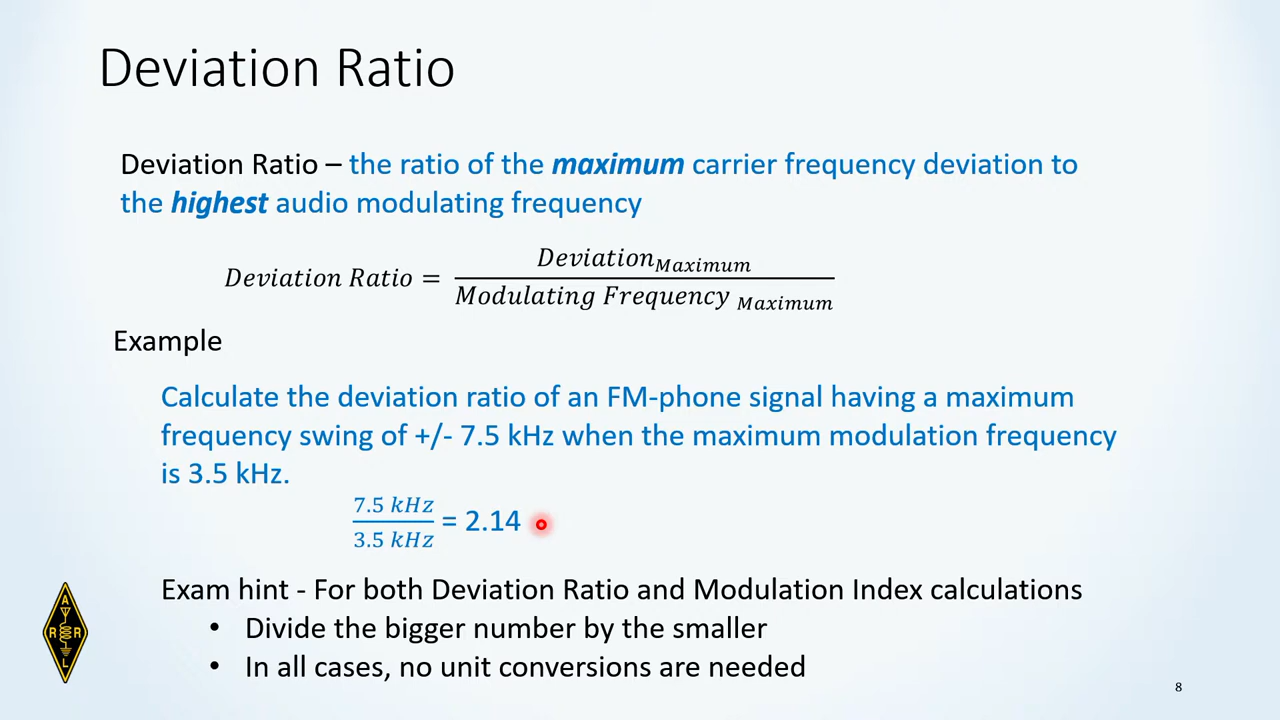 Deviation Ratio
Deviation Ratio – the ratio of the maximum carrier frequency deviation to
the highest audio modulating frequency
Deviation Ratio = Deviation Maximum / Modulating Frequency Maximum
Example
Calculate the deviation ratio of an FM-phone signal having a maximum
frequency swing of +/- 7.5 kHz when the maximum modulation frequency
is 3.5 kHz.
7.5 kHz / 3.5 kHz = 2.14
Exam hint - For both Deviation Ratio and Modulation Index calculations
• Divide the bigger number by the smaller
• In all cases, no unit conversions are needed
A
R R
L
8